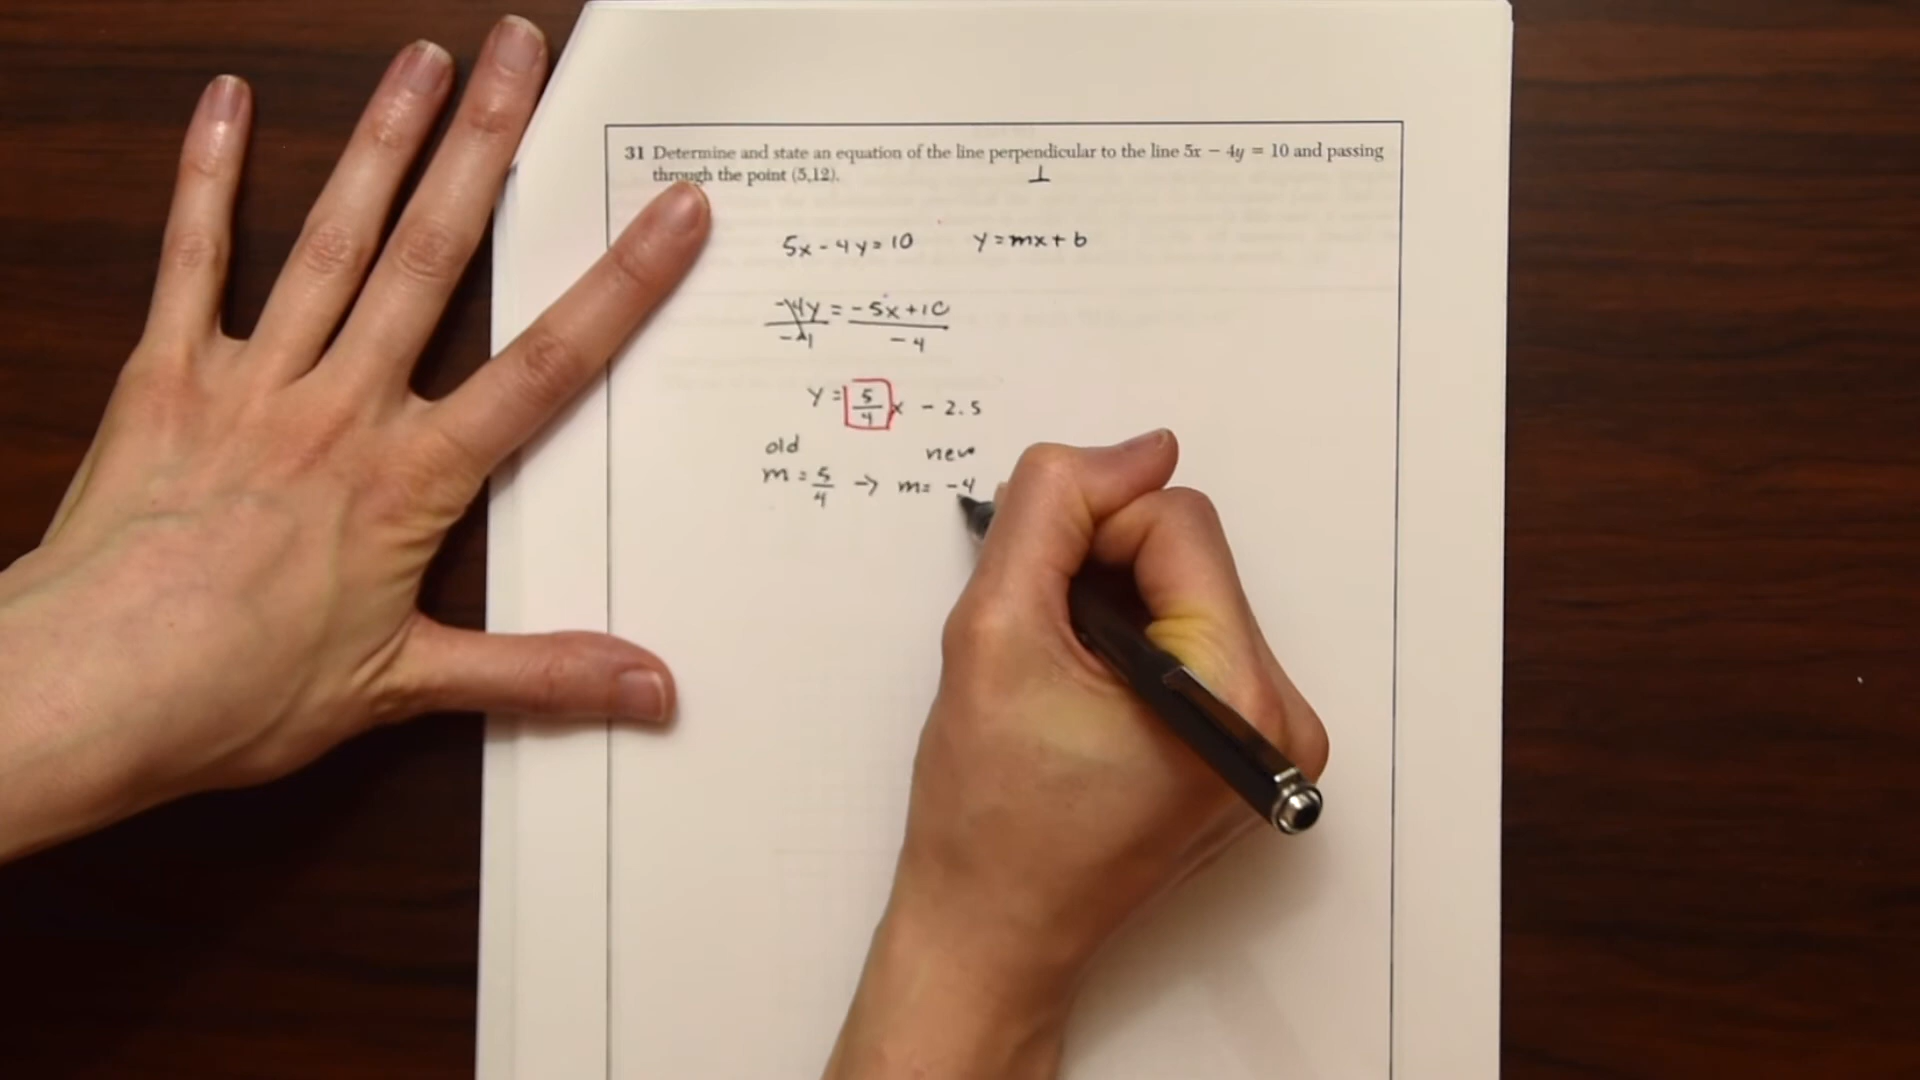 31 Determine and state an equation of the line perpendicular to the line 5x − 4y = 10 and passing
through the point (5,12).
⊥
5x - 4y = 10 y = mx + b
-4y = -5x + 10
-4 -4
y = 5/4 x - 2.5
old new
m = 5/4 → m = -4